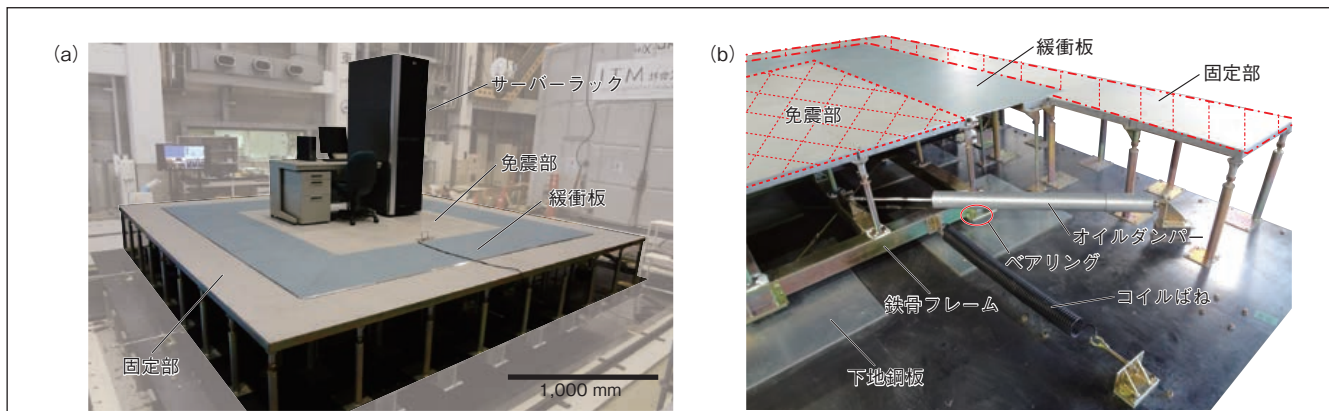 (a)
サーバーラック
免震部
緩衝板
固定部
1,000 mm
(b)
緩衝板
固定部
免震部
オイルダンパー
ベアリング
コイルばね
鉄骨フレーム
下地鋼板